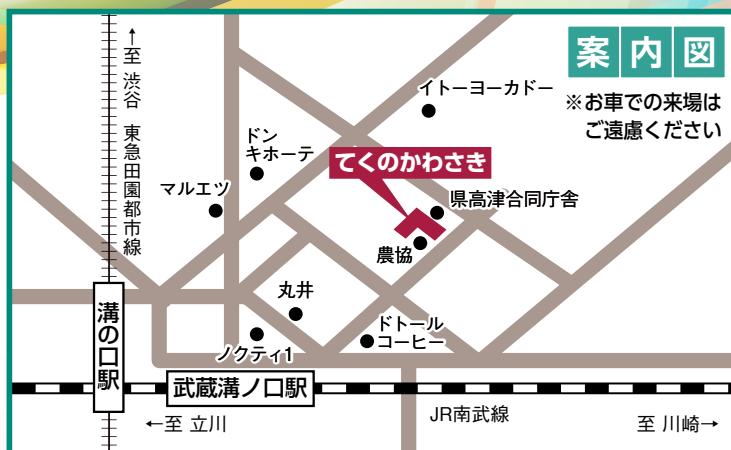 案内図
※お車での来場は
ご遠慮ください
←至 渋谷 東急田園都市線
イトーヨーカドー
ドン
キホーテ
てくのかわさき
マルエツ
県高津合同庁舎
農協
丸井
ドトール
コーヒー
ノクティ1
溝の口駅
武蔵溝ノ口駅
JR南武線
←至 立川
至 川崎→